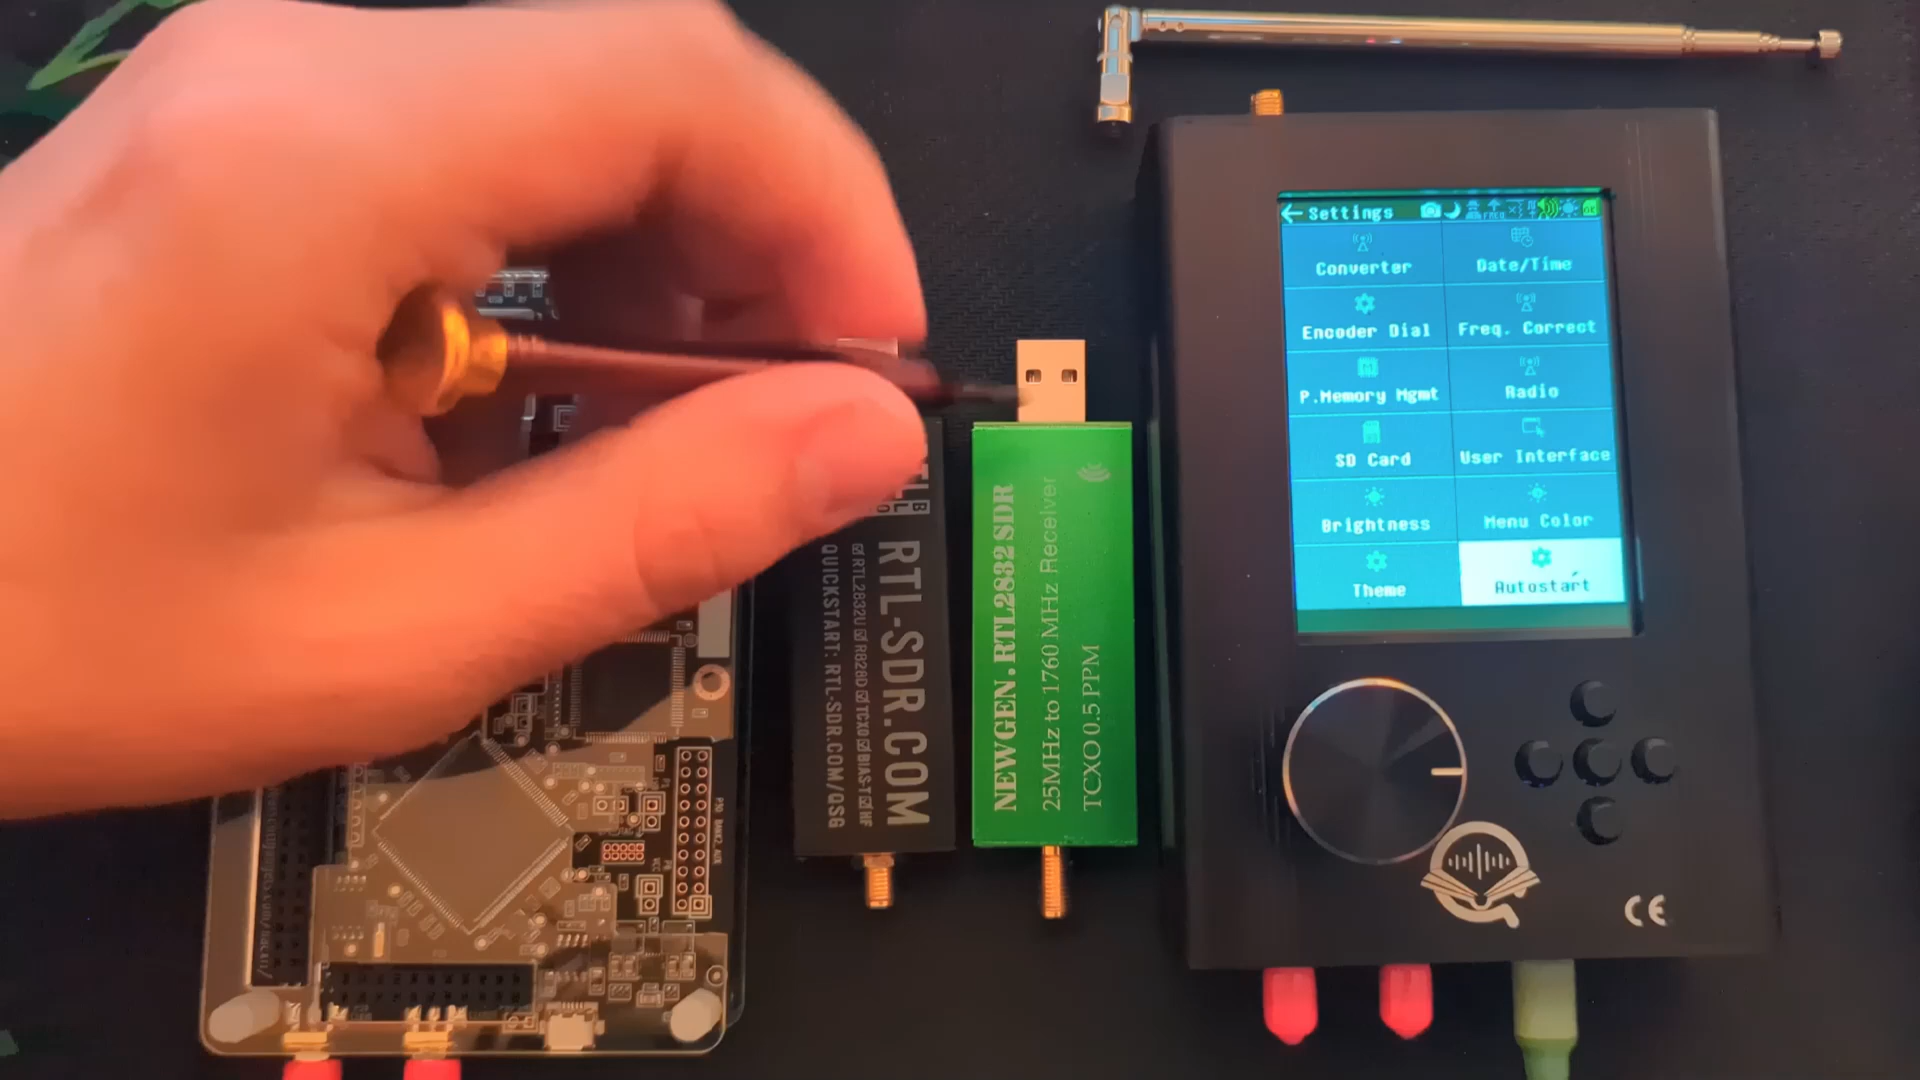 Settings
Converter
Date/Time
Encoder Dial
Freq. Correct
P.Memory Mgmt
Radio
SD Card
User Interface
Brightness
Menu Color
Theme
Autostart
RTL-SDR.COM
RTL2832U R828D TCXO BIAS-T HF
QUICKSTART: RTL-SDR.COM/QSG
NEWGEN.RTL2832 SDR
25MHz to 1760 MHz Receiver
TCXO 0.5 PPM
P30 BANK2_AUX
CE